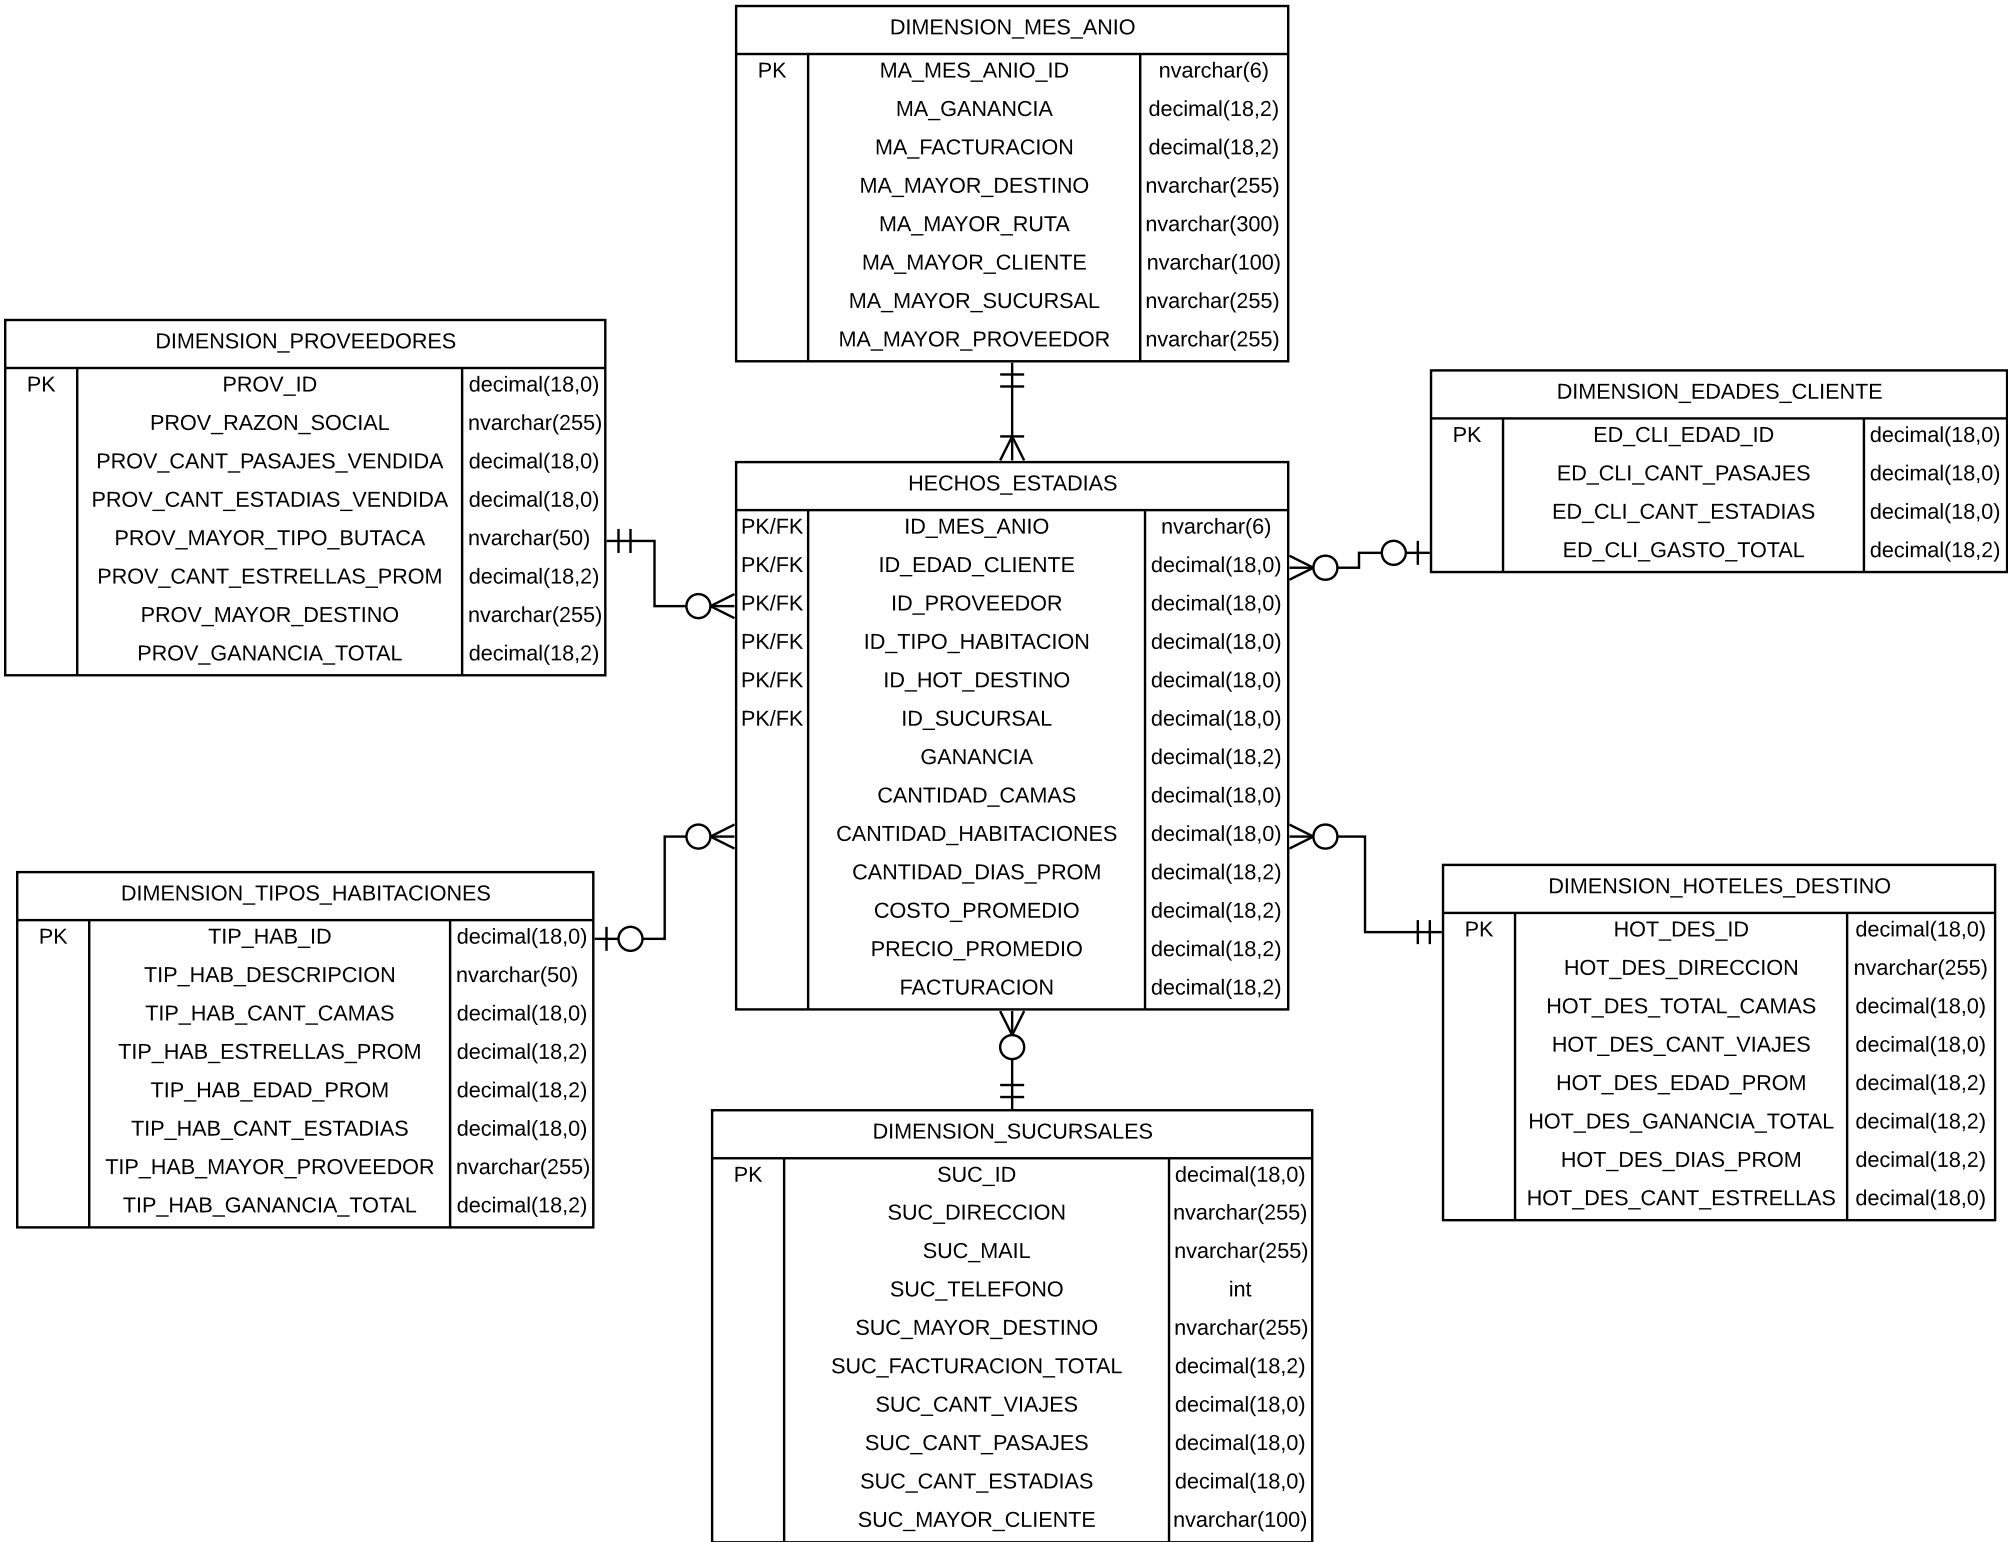 DIMENSION_MES_ANIO
PK MA_MES_ANIO_ID nvarchar(6)
MA_GANANCIA decimal(18,2)
MA_FACTURACION decimal(18,2)
MA_MAYOR_DESTINO nvarchar(255)
MA_MAYOR_RUTA nvarchar(300)
MA_MAYOR_CLIENTE nvarchar(100)
MA_MAYOR_SUCURSAL nvarchar(255)
MA_MAYOR_PROVEEDOR nvarchar(255)
DIMENSION_PROVEEDORES
PK PROV_ID decimal(18,0)
PROV_RAZON_SOCIAL nvarchar(255)
PROV_CANT_PASAJES_VENDIDA decimal(18,0)
PROV_CANT_ESTADIAS_VENDIDA decimal(18,0)
PROV_MAYOR_TIPO_BUTACA nvarchar(50)
PROV_CANT_ESTRELLAS_PROM decimal(18,2)
PROV_MAYOR_DESTINO nvarchar(255)
PROV_GANANCIA_TOTAL decimal(18,2)
DIMENSION_EDADES_CLIENTE
PK ED_CLI_EDAD_ID decimal(18,0)
ED_CLI_CANT_PASAJES decimal(18,0)
ED_CLI_CANT_ESTADIAS decimal(18,0)
ED_CLI_GASTO_TOTAL decimal(18,2)
HECHOS_ESTADIAS
PK/FK ID_MES_ANIO nvarchar(6)
PK/FK ID_EDAD_CLIENTE decimal(18,0)
PK/FK ID_PROVEEDOR decimal(18,0)
PK/FK ID_TIPO_HABITACION decimal(18,0)
PK/FK ID_HOT_DESTINO decimal(18,0)
PK/FK ID_SUCURSAL decimal(18,0)
GANANCIA decimal(18,2)
CANTIDAD_CAMAS decimal(18,0)
CANTIDAD_HABITACIONES decimal(18,0)
CANTIDAD_DIAS_PROM decimal(18,2)
COSTO_PROMEDIO decimal(18,2)
PRECIO_PROMEDIO decimal(18,2)
FACTURACION decimal(18,2)
DIMENSION_TIPOS_HABITACIONES
PK TIP_HAB_ID decimal(18,0)
TIP_HAB_DESCRIPCION nvarchar(50)
TIP_HAB_CANT_CAMAS decimal(18,0)
TIP_HAB_ESTRELLAS_PROM decimal(18,2)
TIP_HAB_EDAD_PROM decimal(18,2)
TIP_HAB_CANT_ESTADIAS decimal(18,0)
TIP_HAB_MAYOR_PROVEEDOR nvarchar(255)
TIP_HAB_GANANCIA_TOTAL decimal(18,2)
DIMENSION_HOTELES_DESTINO
PK HOT_DES_ID decimal(18,0)
HOT_DES_DIRECCION nvarchar(255)
HOT_DES_TOTAL_CAMAS decimal(18,0)
HOT_DES_CANT_VIAJES decimal(18,0)
HOT_DES_EDAD_PROM decimal(18,2)
HOT_DES_GANANCIA_TOTAL decimal(18,2)
HOT_DES_DIAS_PROM decimal(18,2)
HOT_DES_CANT_ESTRELLAS decimal(18,0)
DIMENSION_SUCURSALES
PK SUC_ID decimal(18,0)
SUC_DIRECCION nvarchar(255)
SUC_MAIL nvarchar(255)
SUC_TELEFONO int
SUC_MAYOR_DESTINO nvarchar(255)
SUC_FACTURACION_TOTAL decimal(18,2)
SUC_CANT_VIAJES decimal(18,0)
SUC_CANT_PASAJES decimal(18,0)
SUC_CANT_ESTADIAS decimal(18,0)
SUC_MAYOR_CLIENTE nvarchar(100)